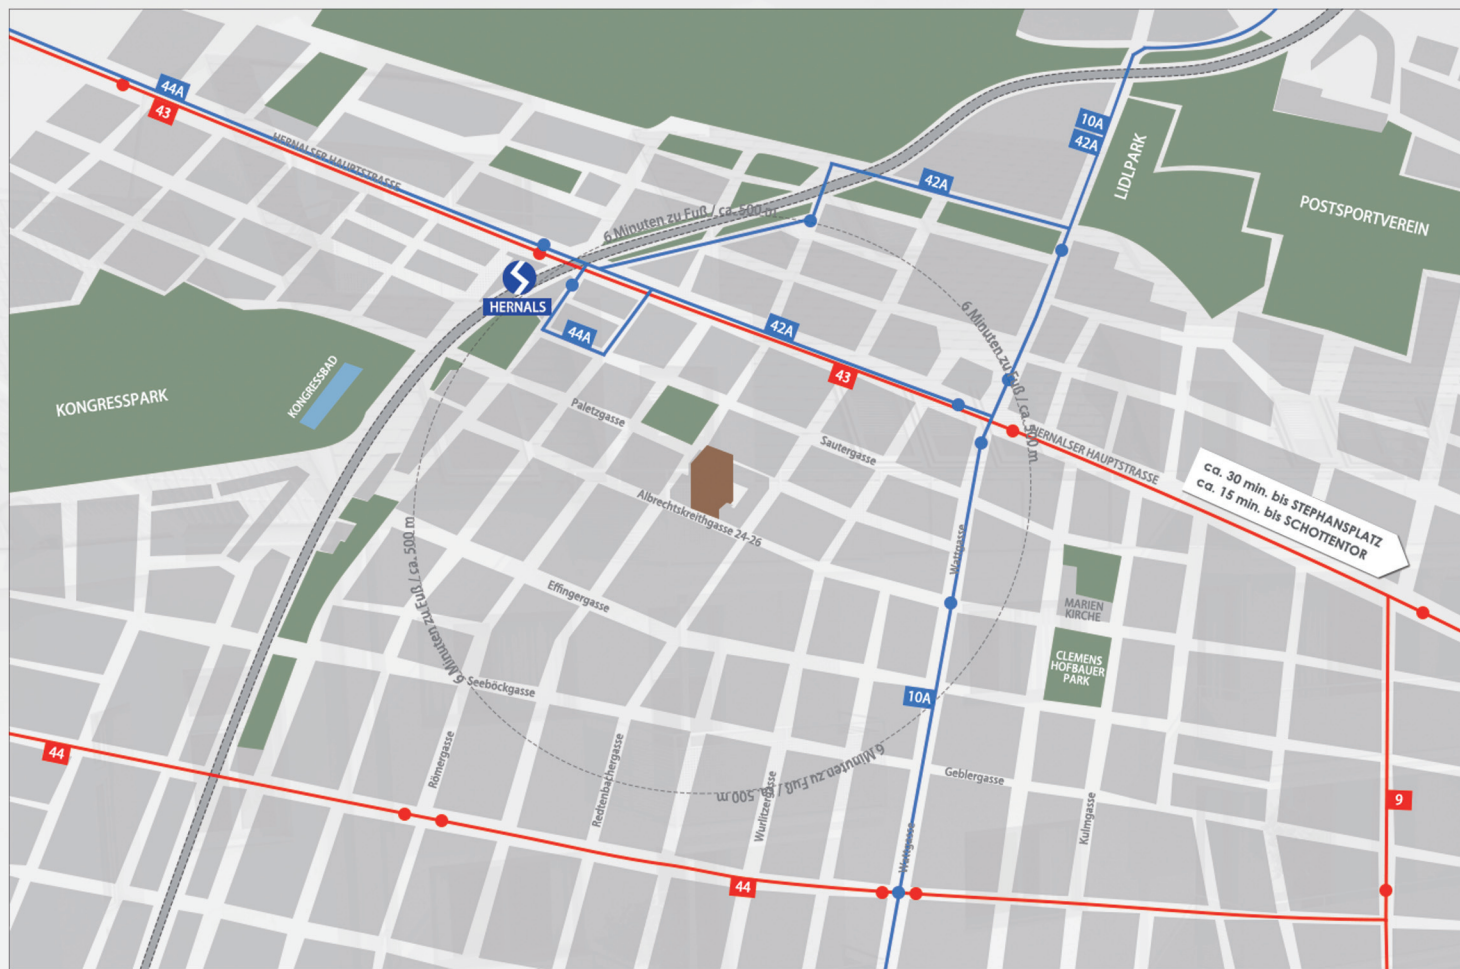 44A
43
HERNALSER HAUPTSTRASSE
10A
42A
LIDLPARK
42A
POSTSPORTVEREIN
6 Minuten zu Fuß / ca. 500 m
HERNALS
44A
42A
43
6 Minuten zu Fuß / ca. 500 m
KONGRESSBAD
KONGRESSPARK
Paletzgasse
Sautergasse
HERNALSER HAUPTSTRASSE
ca. 30 min. bis STEPHANSPLATZ
ca. 15 min. bis SCHOTTENTOR
Albrechtskreithgasse 24-26
Wattgasse
6 Minuten zu Fuß / ca. 500 m
Effingergasse
MARIEN
KIRCHE
CLEMENS
HOFBAUER
PARK
Seeböckgasse
10A
44
Römergasse
Redtenbachergasse
Wurlitzergasse
6 Minuten zu Fuß / ca. 500 m
Geblergasse
Kulmgasse
9
Wattgasse
44